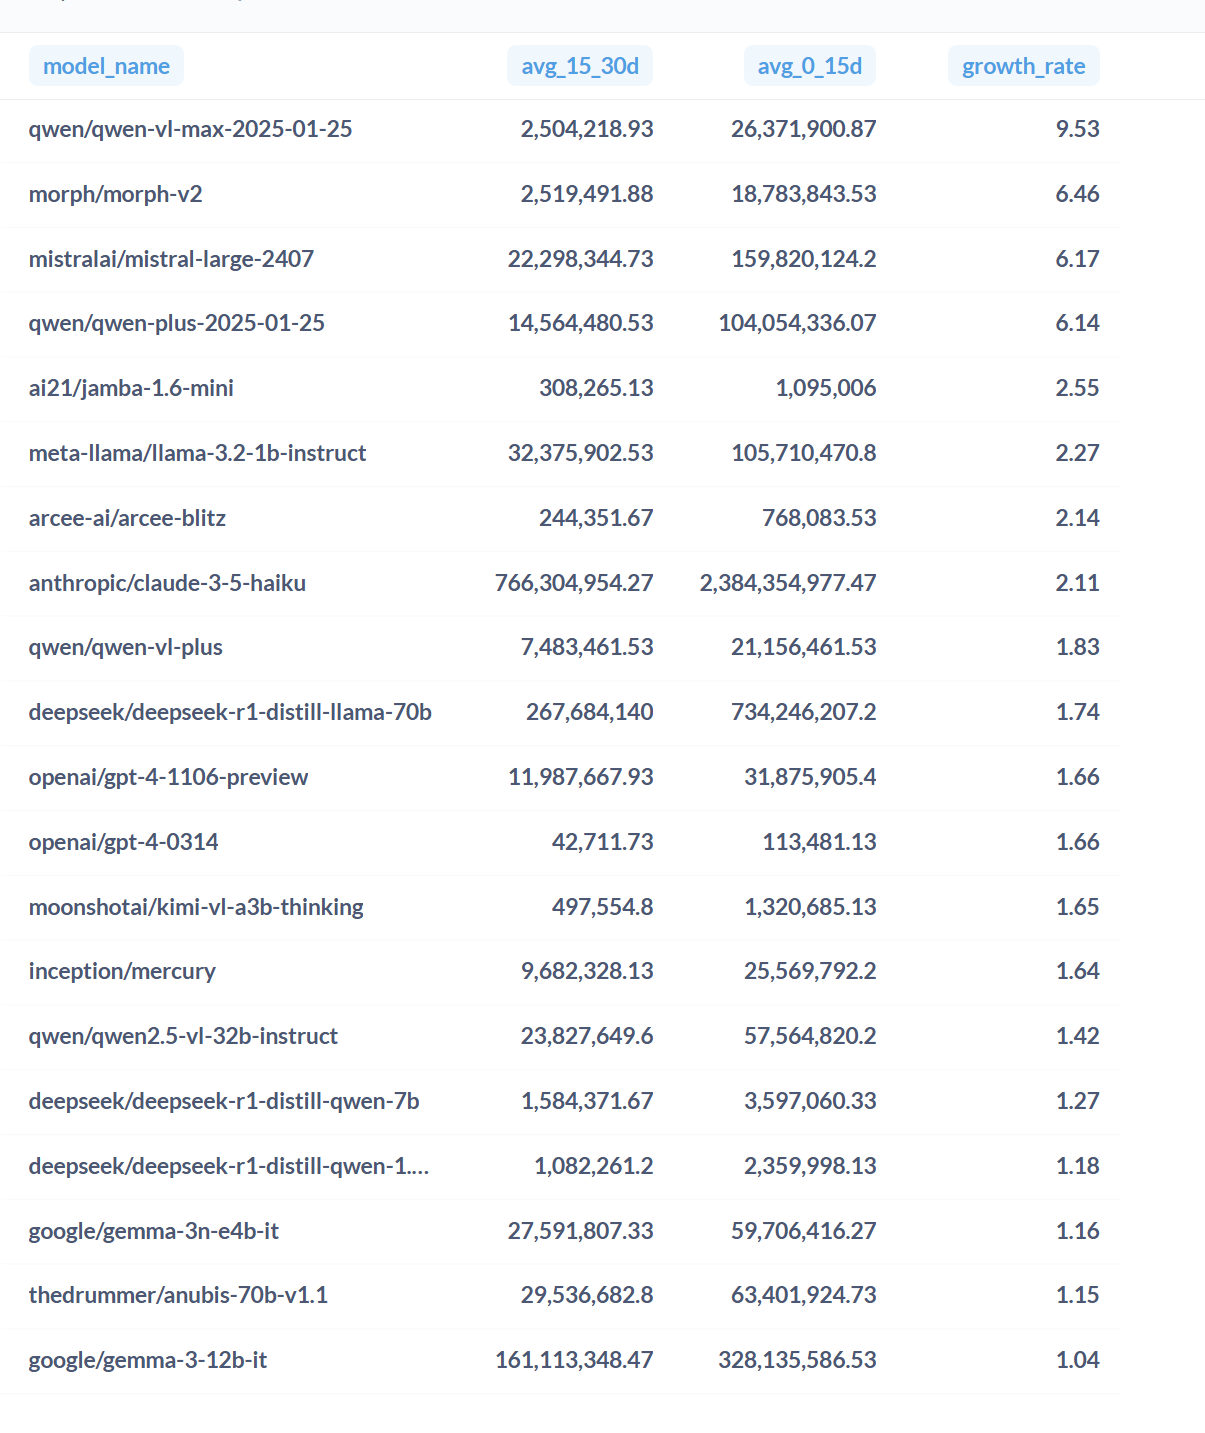 model_name avg_15_30d avg_0_15d growth_rate
qwen/qwen-vl-max-2025-01-25 2,504,218.93 26,371,900.87 9.53
morph/morph-v2 2,519,491.88 18,783,843.53 6.46
mistralai/mistral-large-2407 22,298,344.73 159,820,124.2 6.17
qwen/qwen-plus-2025-01-25 14,564,480.53 104,054,336.07 6.14
ai21/jamba-1.6-mini 308,265.13 1,095,006 2.55
meta-llama/llama-3.2-1b-instruct 32,375,902.53 105,710,470.8 2.27
arcee-ai/arcee-blitz 244,351.67 768,083.53 2.14
anthropic/claude-3-5-haiku 766,304,954.27 2,384,354,977.47 2.11
qwen/qwen-vl-plus 7,483,461.53 21,156,461.53 1.83
deepseek/deepseek-r1-distill-llama-70b 267,684,140 734,246,207.2 1.74
openai/gpt-4-1106-preview 11,987,667.93 31,875,905.4 1.66
openai/gpt-4-0314 42,711.73 113,481.13 1.66
moonshotai/kimi-vl-a3b-thinking 497,554.8 1,320,685.13 1.65
inception/mercury 9,682,328.13 25,569,792.2 1.64
qwen/qwen2.5-vl-32b-instruct 23,827,649.6 57,564,820.2 1.42
deepseek/deepseek-r1-distill-qwen-7b 1,584,371.67 3,597,060.33 1.27
deepseek/deepseek-r1-distill-qwen-1.… 1,082,261.2 2,359,998.13 1.18
google/gemma-3n-e4b-it 27,591,807.33 59,706,416.27 1.16
thedrummer/anubis-70b-v1.1 29,536,682.8 63,401,924.73 1.15
google/gemma-3-12b-it 161,113,348.47 328,135,586.53 1.04